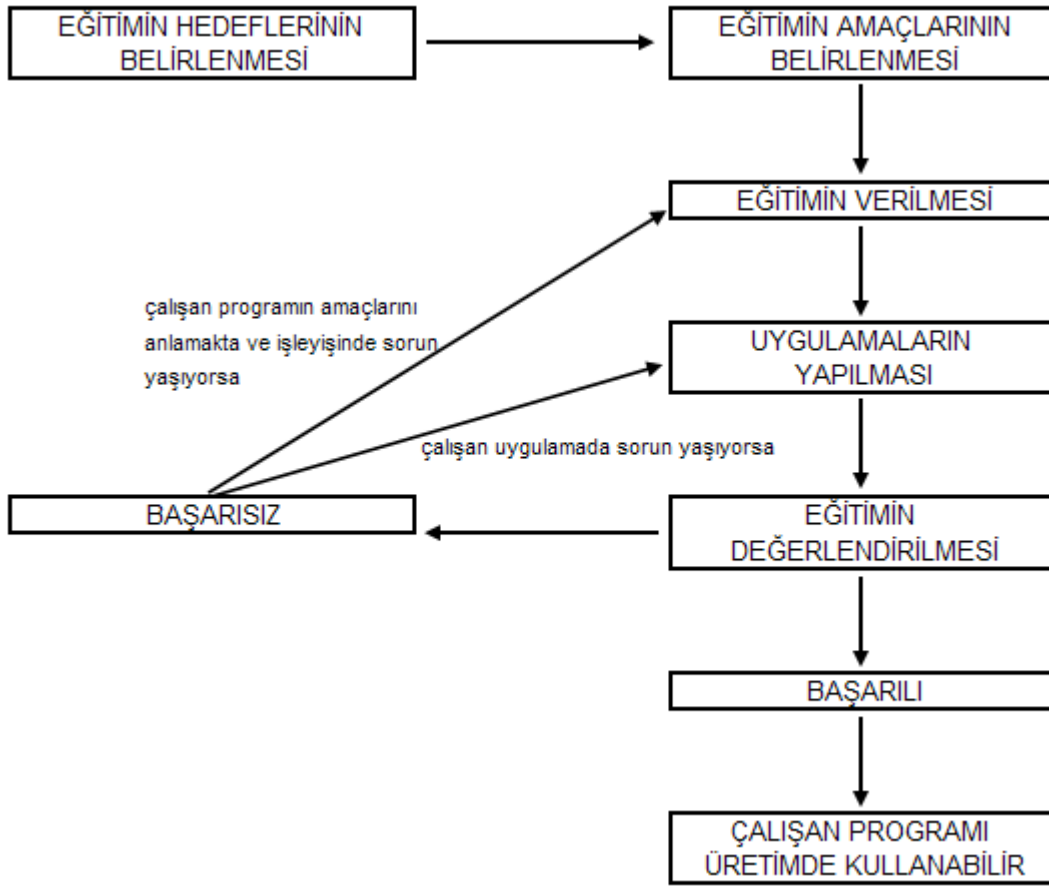 EĞİTİMİN HEDEFLERİNİN
BELİRLENMESİ
EĞİTİMİN AMAÇLARININ
BELİRLENMESİ
EĞİTİMİN VERİLMESİ
çalışan programın amaçlarını
anlamakta ve işleyişinde sorun
yaşıyorsa
UYGULAMALARIN
YAPILMASI
çalışan uygulamada sorun yaşıyorsa
BAŞARISIZ
EĞİTİMİN
DEĞERLENDİRİLMESİ
BAŞARILI
ÇALIŞAN PROGRAMI
ÜRETİMDE KULLANABİLİR